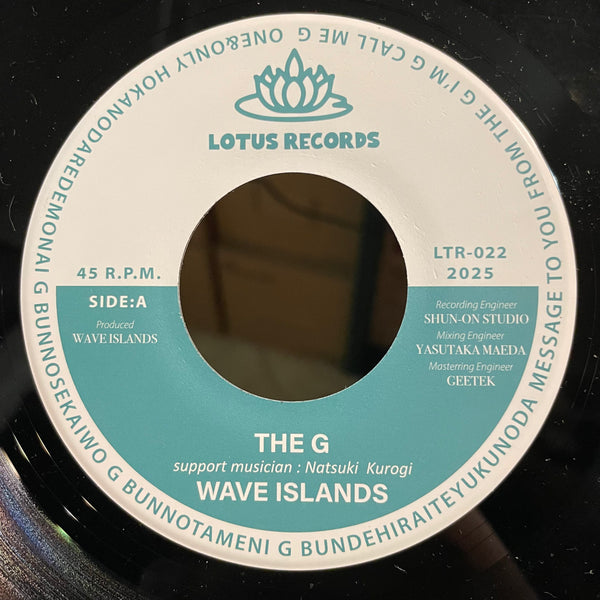 LOTUS RECORDS
45 R.P.M.
SIDE:A
Produced
WAVE ISLANDS
LTR-022
2025
Recording Engineer
SHUN-ON STUDIO
Mixing Engineer
YASUTAKA MAEDA
Masterring Engineer
GEETEK
THE G
support musician : Natsuki Kurogi
WAVE ISLANDS
MESSAGE TO YOU FROM THE G I'M G CALL ME G ONE&ONLY HOKANODAREDEMONAI G BUNNOSEKAIWO G BUNNOTAMENI G BUNDEHIRAITEYUKUNODA